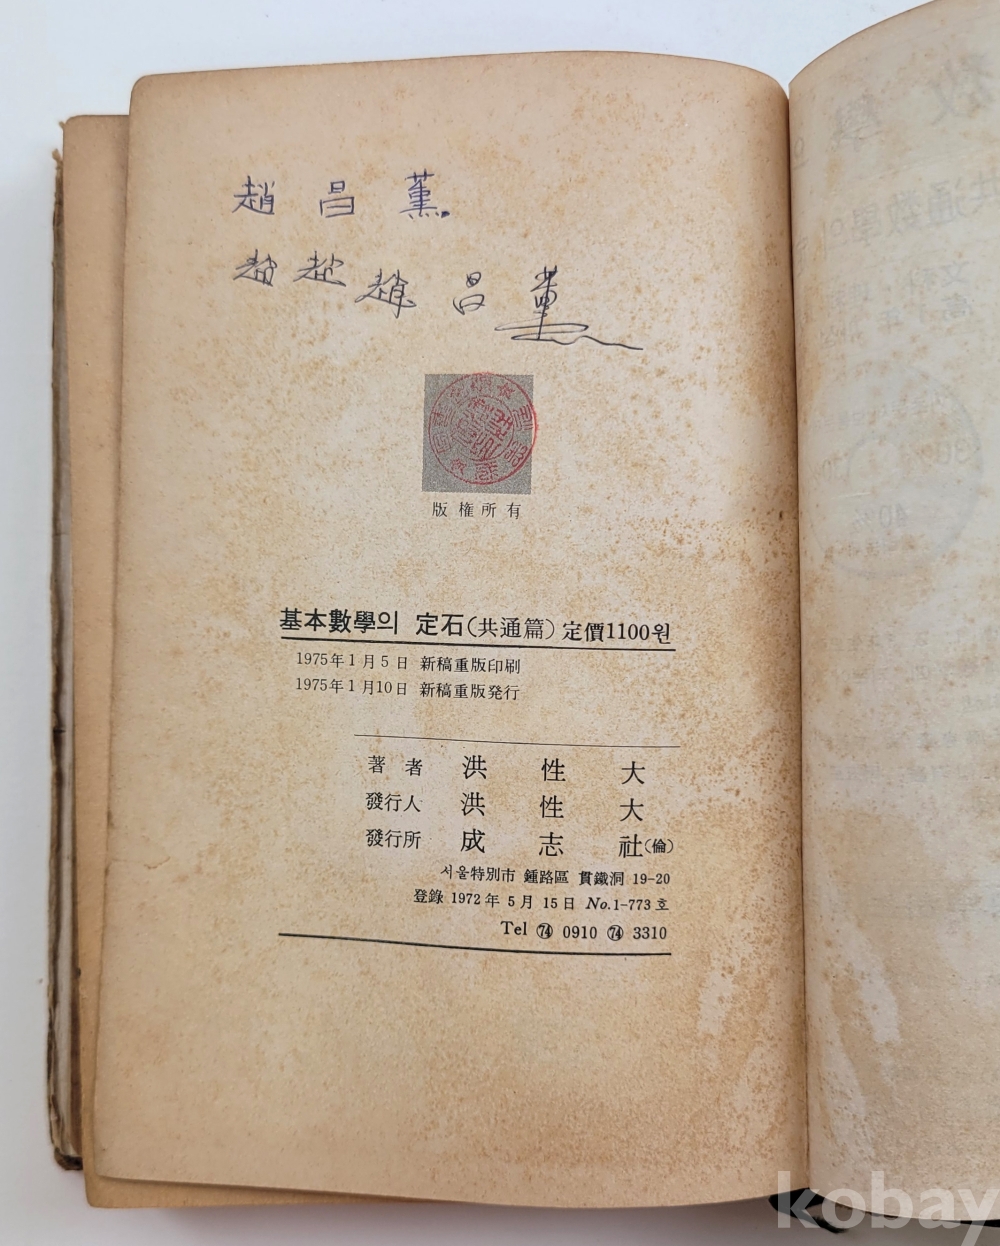 趙 昌 薰.
趙 昌 薰
版權所有
基本數學의 定石(共通篇) 定價1100원
1975年 1 月 5 日 新稿重版印刷
1975年 1 月10日 新稿重版発行
著 者 洪 性 大
發行人 洪 性 大
發行所 成 志 社(倫)
서울特別市 鍾路區 貫鐵洞 19-20
登錄 1972年 5 月 15 日 No.1-773 호
Tel 74 0910 74 3310
kobay